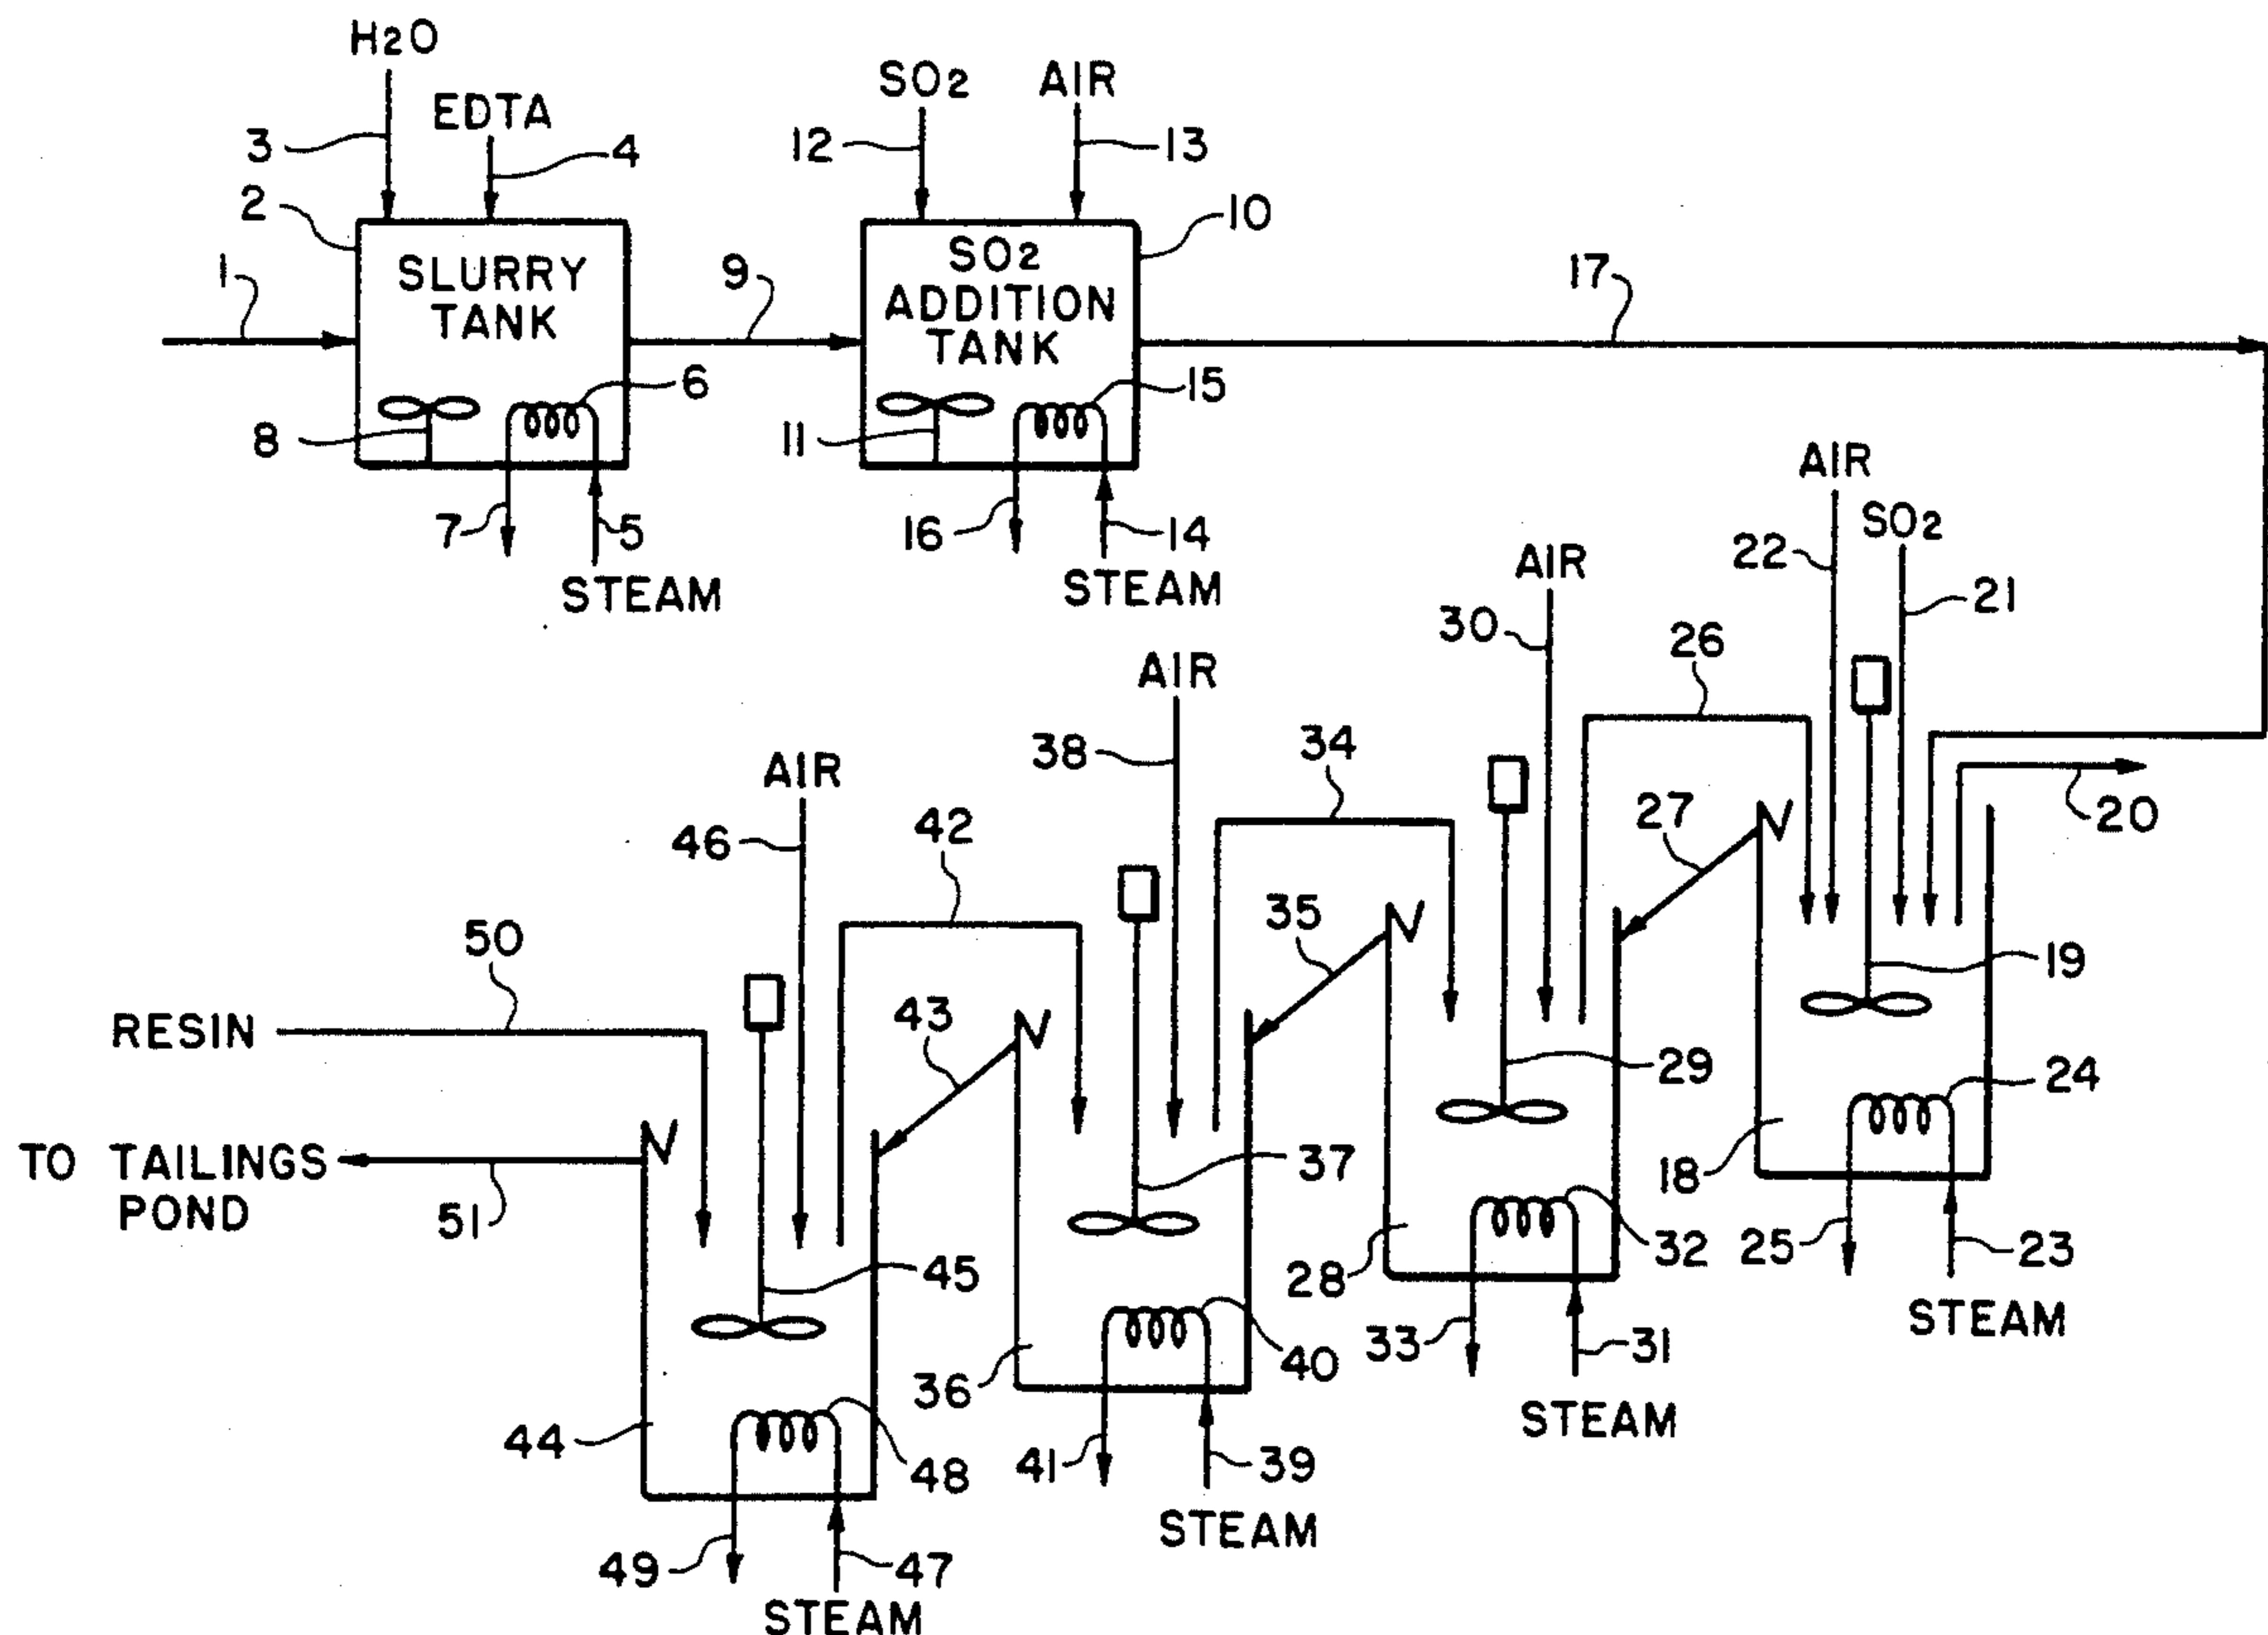 H2O
EDTA
SO2
AIR
3
4
12
13
2
10
1
SLURRY
TANK
9
SO2
ADDITION
TANK
17
6
15
8
11
7
5
16
14
STEAM
STEAM
AIR
SO2
22
21
AIR
30
26
AIR
38
34
27
20
AIR
46
42
35
19
50
43
RESIN
29
24
TO TAILINGS
POND
51
37
18
45
28
32
25
23
STEAM
36
40
33
31
STEAM
44
48
41
39
STEAM
49
47
STEAM